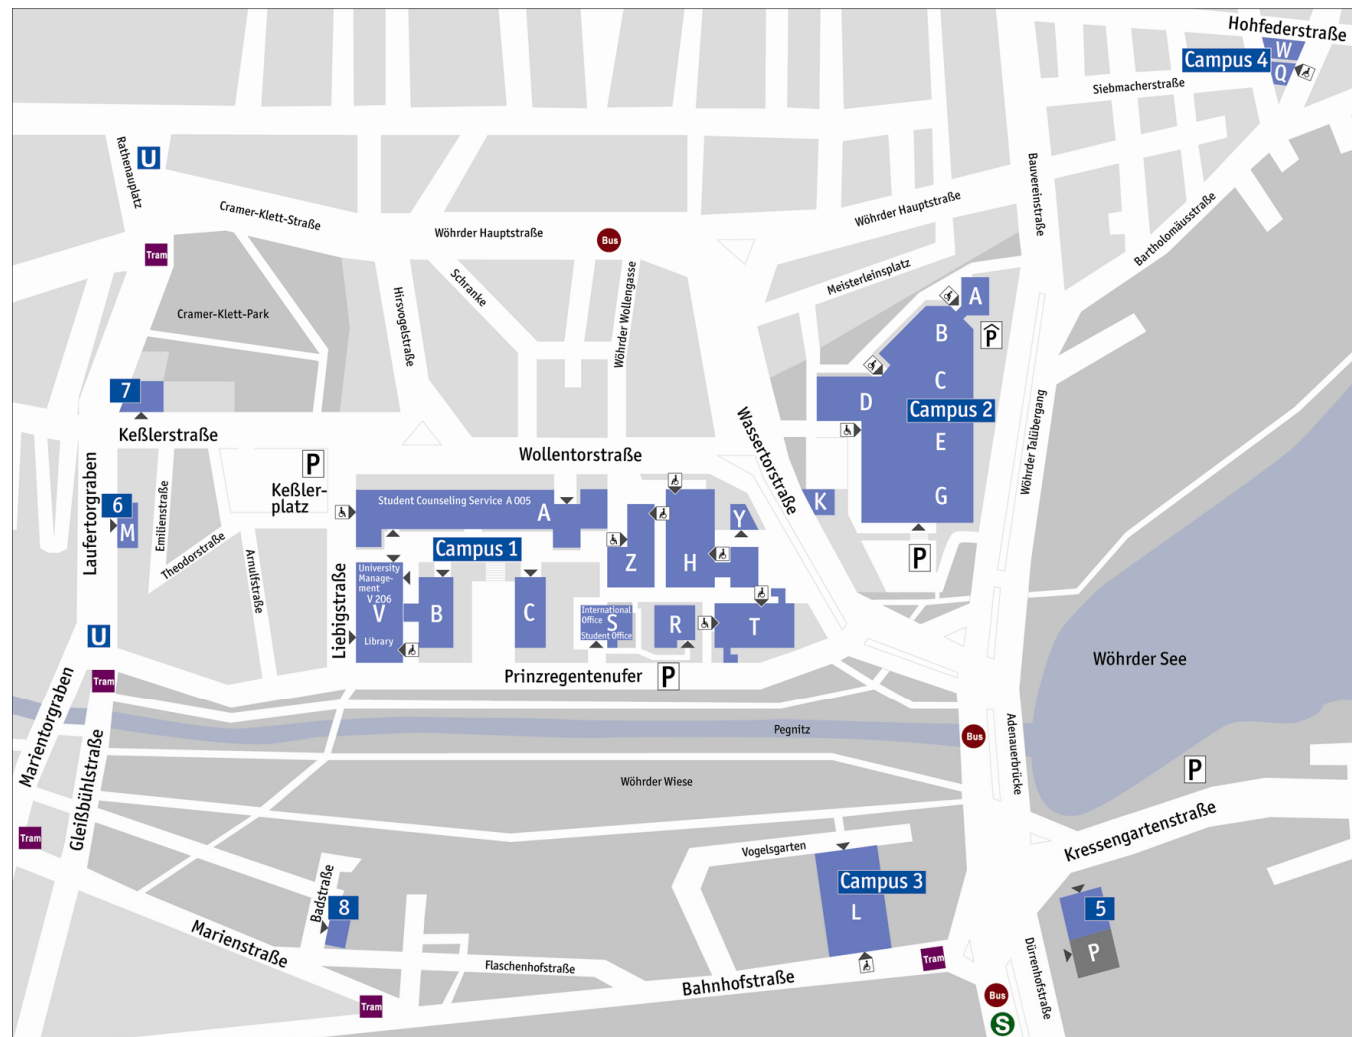 Hohfederstraße
W
Campus 4
Q
Siebmacherstraße
Rathenauplatz
U
Bauvereinstraße
Cramer-Klett-Straße
Wöhrder Hauptstraße
Wöhrder Hauptstraße
Bartholomäusstraße
Bus
Tram
Schranke
Hirsvogelstraße
Wöhrder Wollengasse
Meisterleinsplatz
A
Cramer-Klett-Park
B
P
7
C
D
Campus 2
Wöhrder Talübergang
Keßlerstraße
Wassertorstraße
E
Wollentorstraße
P
Keßler-
platz
Laufertorgraben
6
M
Emilienstraße
Theodorstraße
Arnulfstraße
Student Counseling Service A 005
A
K
G
Y
Campus 1
Z
H
P
University
Manage-
ment
V 206
V
Library
B
C
Liebigstraße
International
Office
S
Student Office
R
T
U
Tram
Prinzregentenufer
P
Wöhrder See
Marientorgraben
Gleißbühlstraße
Pegnitz
Bus
Adenauerbrücke
Wöhrder Wiese
P
Tram
Kressengartenstraße
Vogelsgarten
Campus 3
L
8
Badstraße
5
P
Marienstraße
Flaschenhofstraße
Bahnhofstraße
Tram
Dürrenhofstraße
Tram
Bus
S